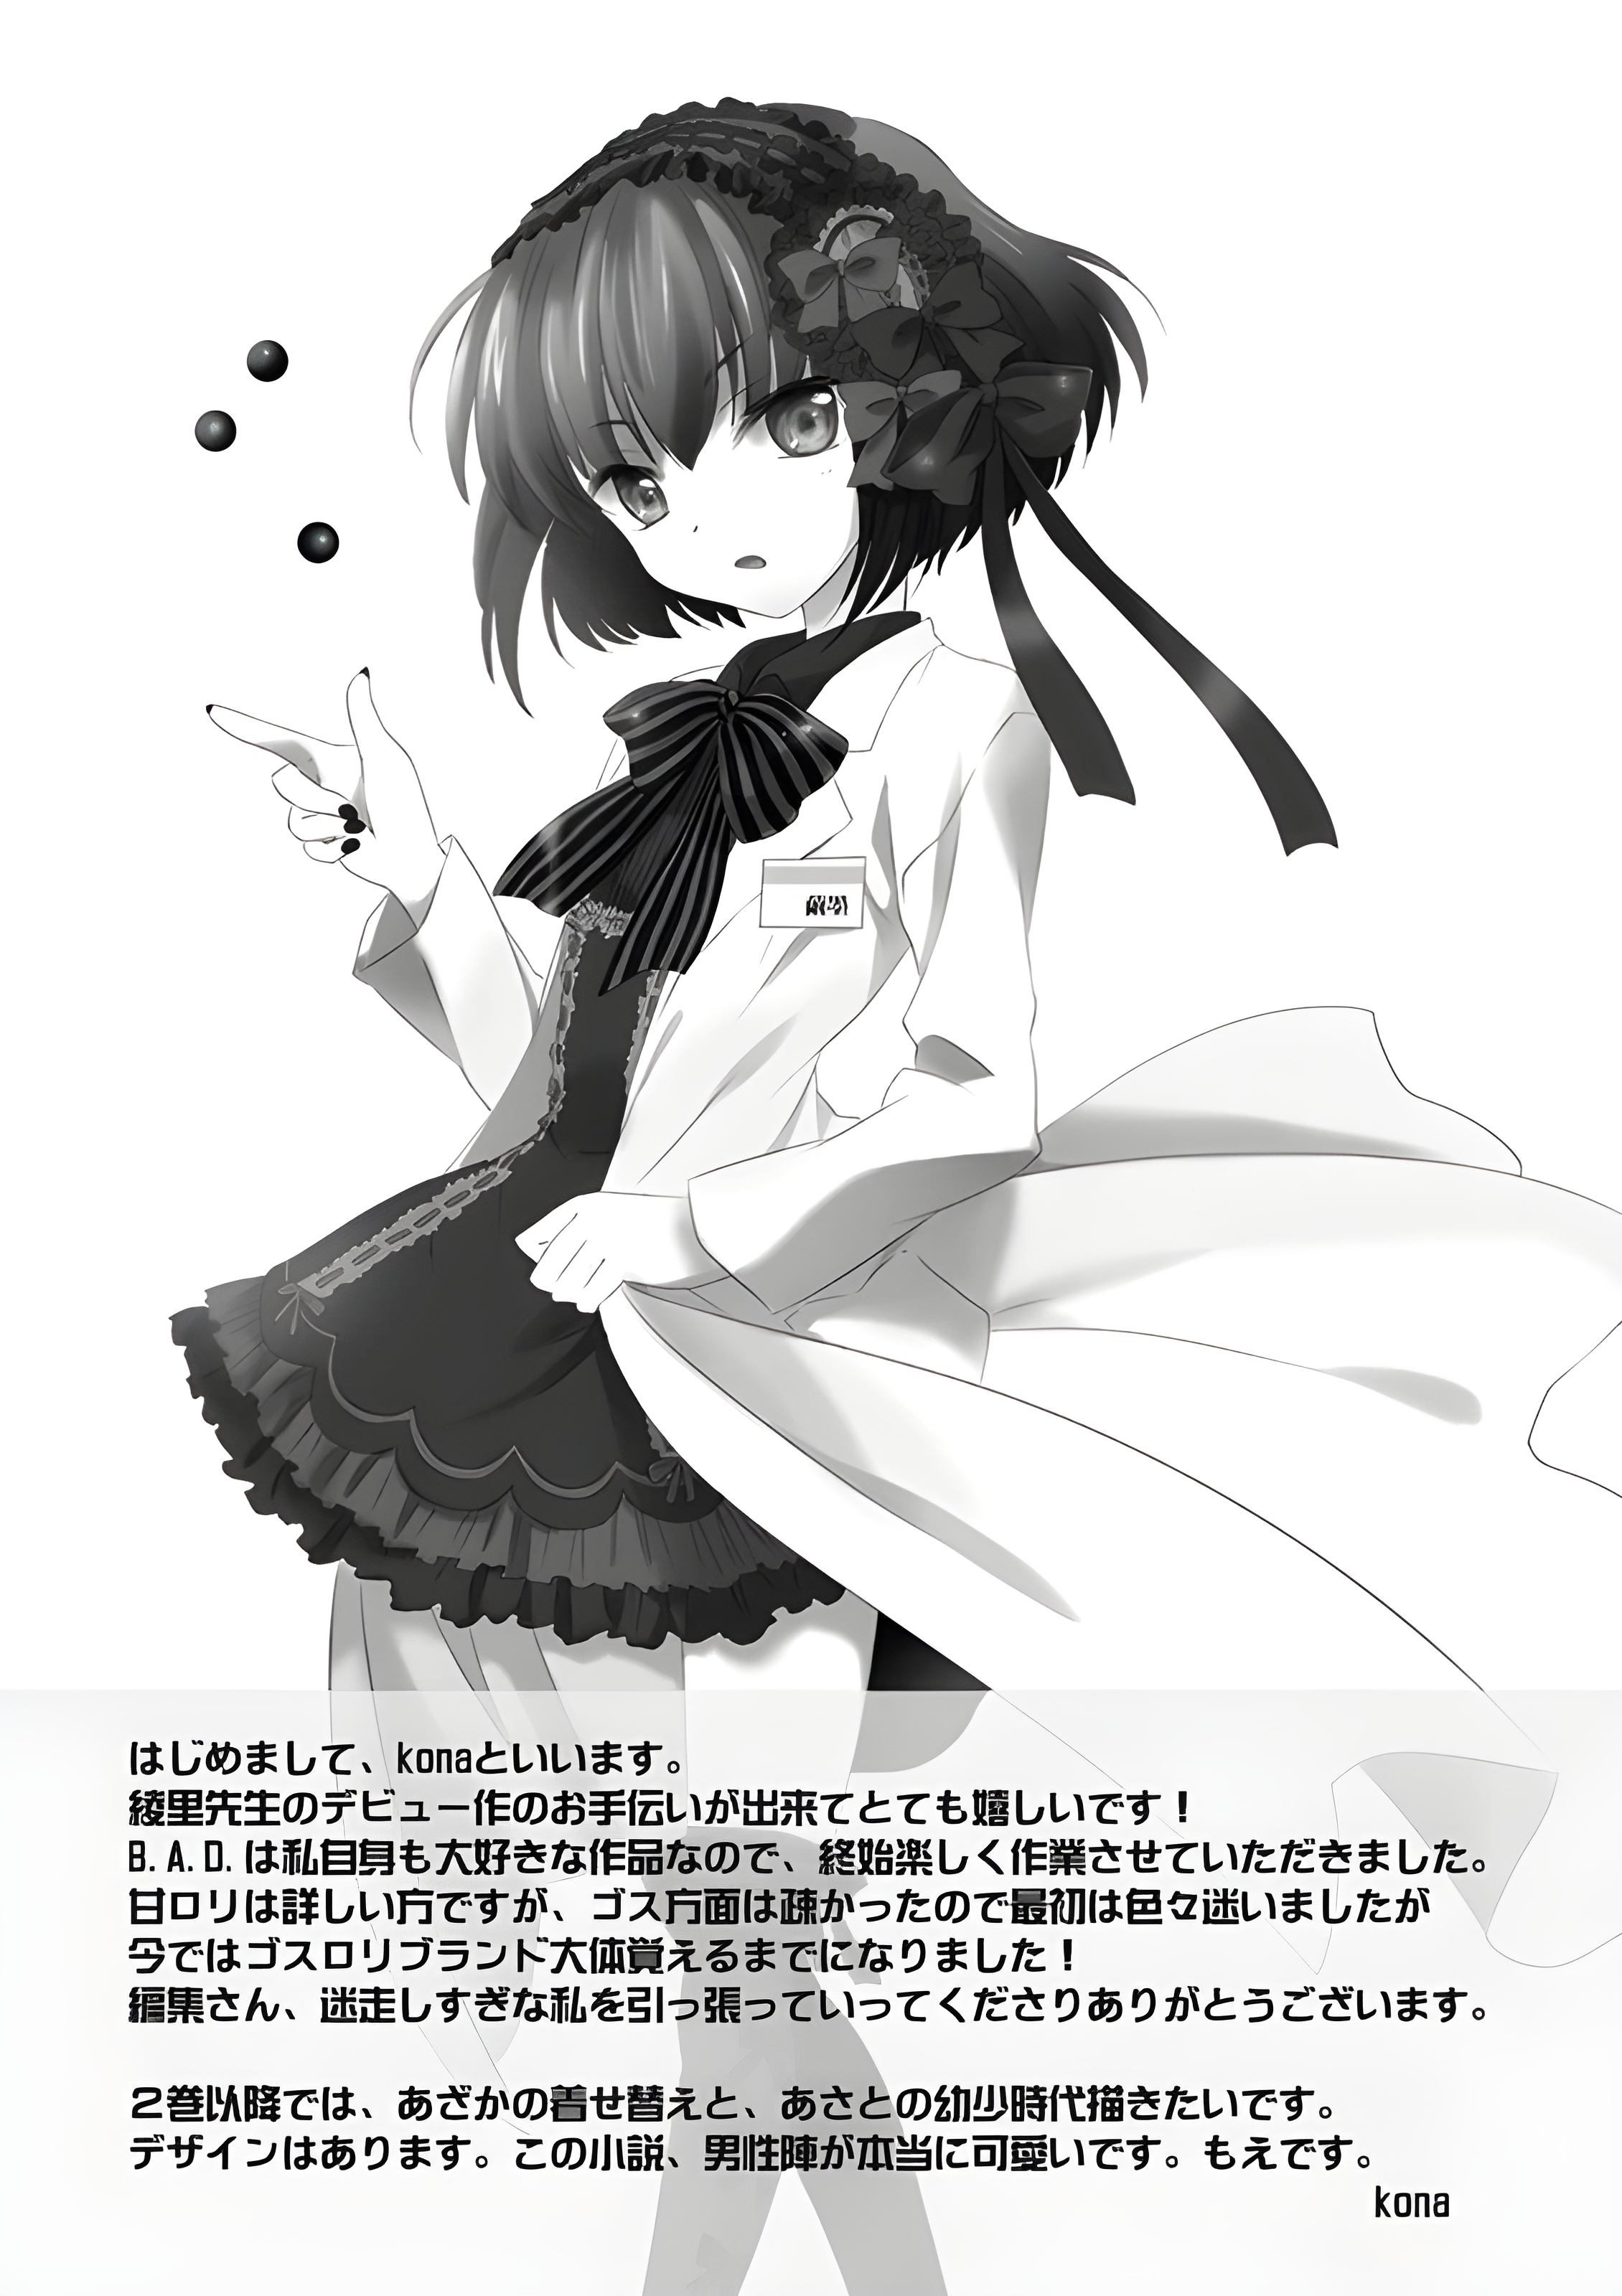 はじめまして、konaといいます。
綾里先生のデビュー作のお手伝いが出来てとても嬉しいです！
B.A.D.は私自身も大好きな作品なので、終始楽しく作業させていただきました。
甘ロリは詳しい方ですが、ゴス方面は疎かったので最初は色々迷いましたが
今ではゴスロリブランド大体覚えるまでになりました！
編集さん、迷走しすぎな私を引っ張っていってくださりありがとうございます。
2巻以降では、あざかの着せ替えと、あさとの幼少時代描きたいです。
デザインはあります。この小説、男性陣が本当に可愛いです。もえです。
kona